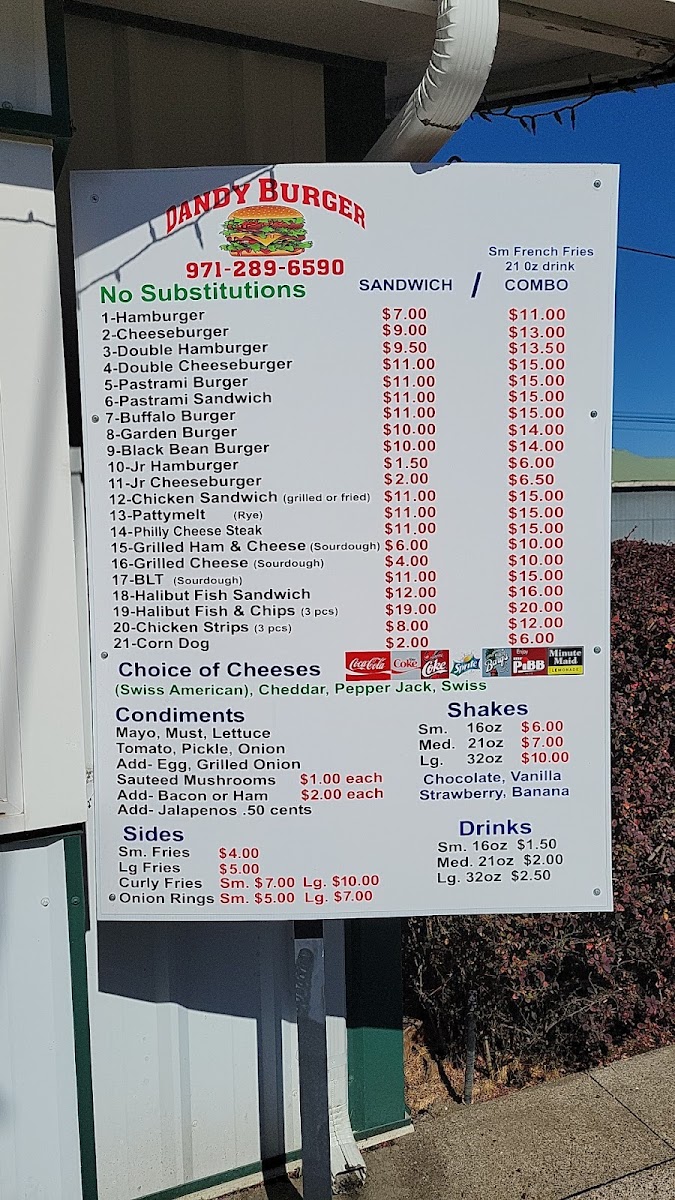 DANDY BURGER
971-289-6590
Sm French Fries
21 0z drink
No Substitutions SANDWICH / COMBO
1-Hamburger $7.00 $11.00
2-Cheeseburger $9.00 $13.00
3-Double Hamburger $9.50 $13.50
4-Double Cheeseburger $11.00 $15.00
5-Pastrami Burger $11.00 $15.00
6-Pastrami Sandwich $11.00 $15.00
7-Buffalo Burger $11.00 $15.00
8-Garden Burger $10.00 $14.00
9-Black Bean Burger $10.00 $14.00
10-Jr Hamburger $1.50 $6.00
11-Jr Cheeseburger $2.00 $6.50
12-Chicken Sandwich (grilled or fried) $11.00 $15.00
13-Pattymelt (Rye) $11.00 $15.00
14-Philly Cheese Steak $11.00 $15.00
15-Grilled Ham & Cheese (Sourdough) $6.00 $10.00
16-Grilled Cheese (Sourdough) $4.00 $10.00
17-BLT (Sourdough) $11.00 $15.00
18-Halibut Fish Sandwich $12.00 $16.00
19-Halibut Fish & Chips (3 pcs) $19.00 $20.00
20-Chicken Strips (3 pcs) $8.00 $12.00
21-Corn Dog $2.00 $6.00
Choice of Cheeses
Coca-Cola Coke Coke Sprite Barq's Enjoy PiBB Minute Maid LEMONADE
(Swiss American), Cheddar, Pepper Jack, Swiss
Condiments
Mayo, Must, Lettuce
Tomato, Pickle, Onion
Add- Egg, Grilled Onion
Sauteed Mushrooms $1.00 each
Add- Bacon or Ham $2.00 each
Add- Jalapenos .50 cents
Shakes
Sm. 16oz $6.00
Med. 21oz $7.00
Lg. 32oz $10.00
Chocolate, Vanilla
Strawberry, Banana
Sides
Sm. Fries $4.00
Lg Fries $5.00
Curly Fries Sm. $7.00 Lg. $10.00
Onion Rings Sm. $5.00 Lg. $7.00
Drinks
Sm. 16oz $1.50
Med. 21oz $2.00
Lg. 32oz $2.50